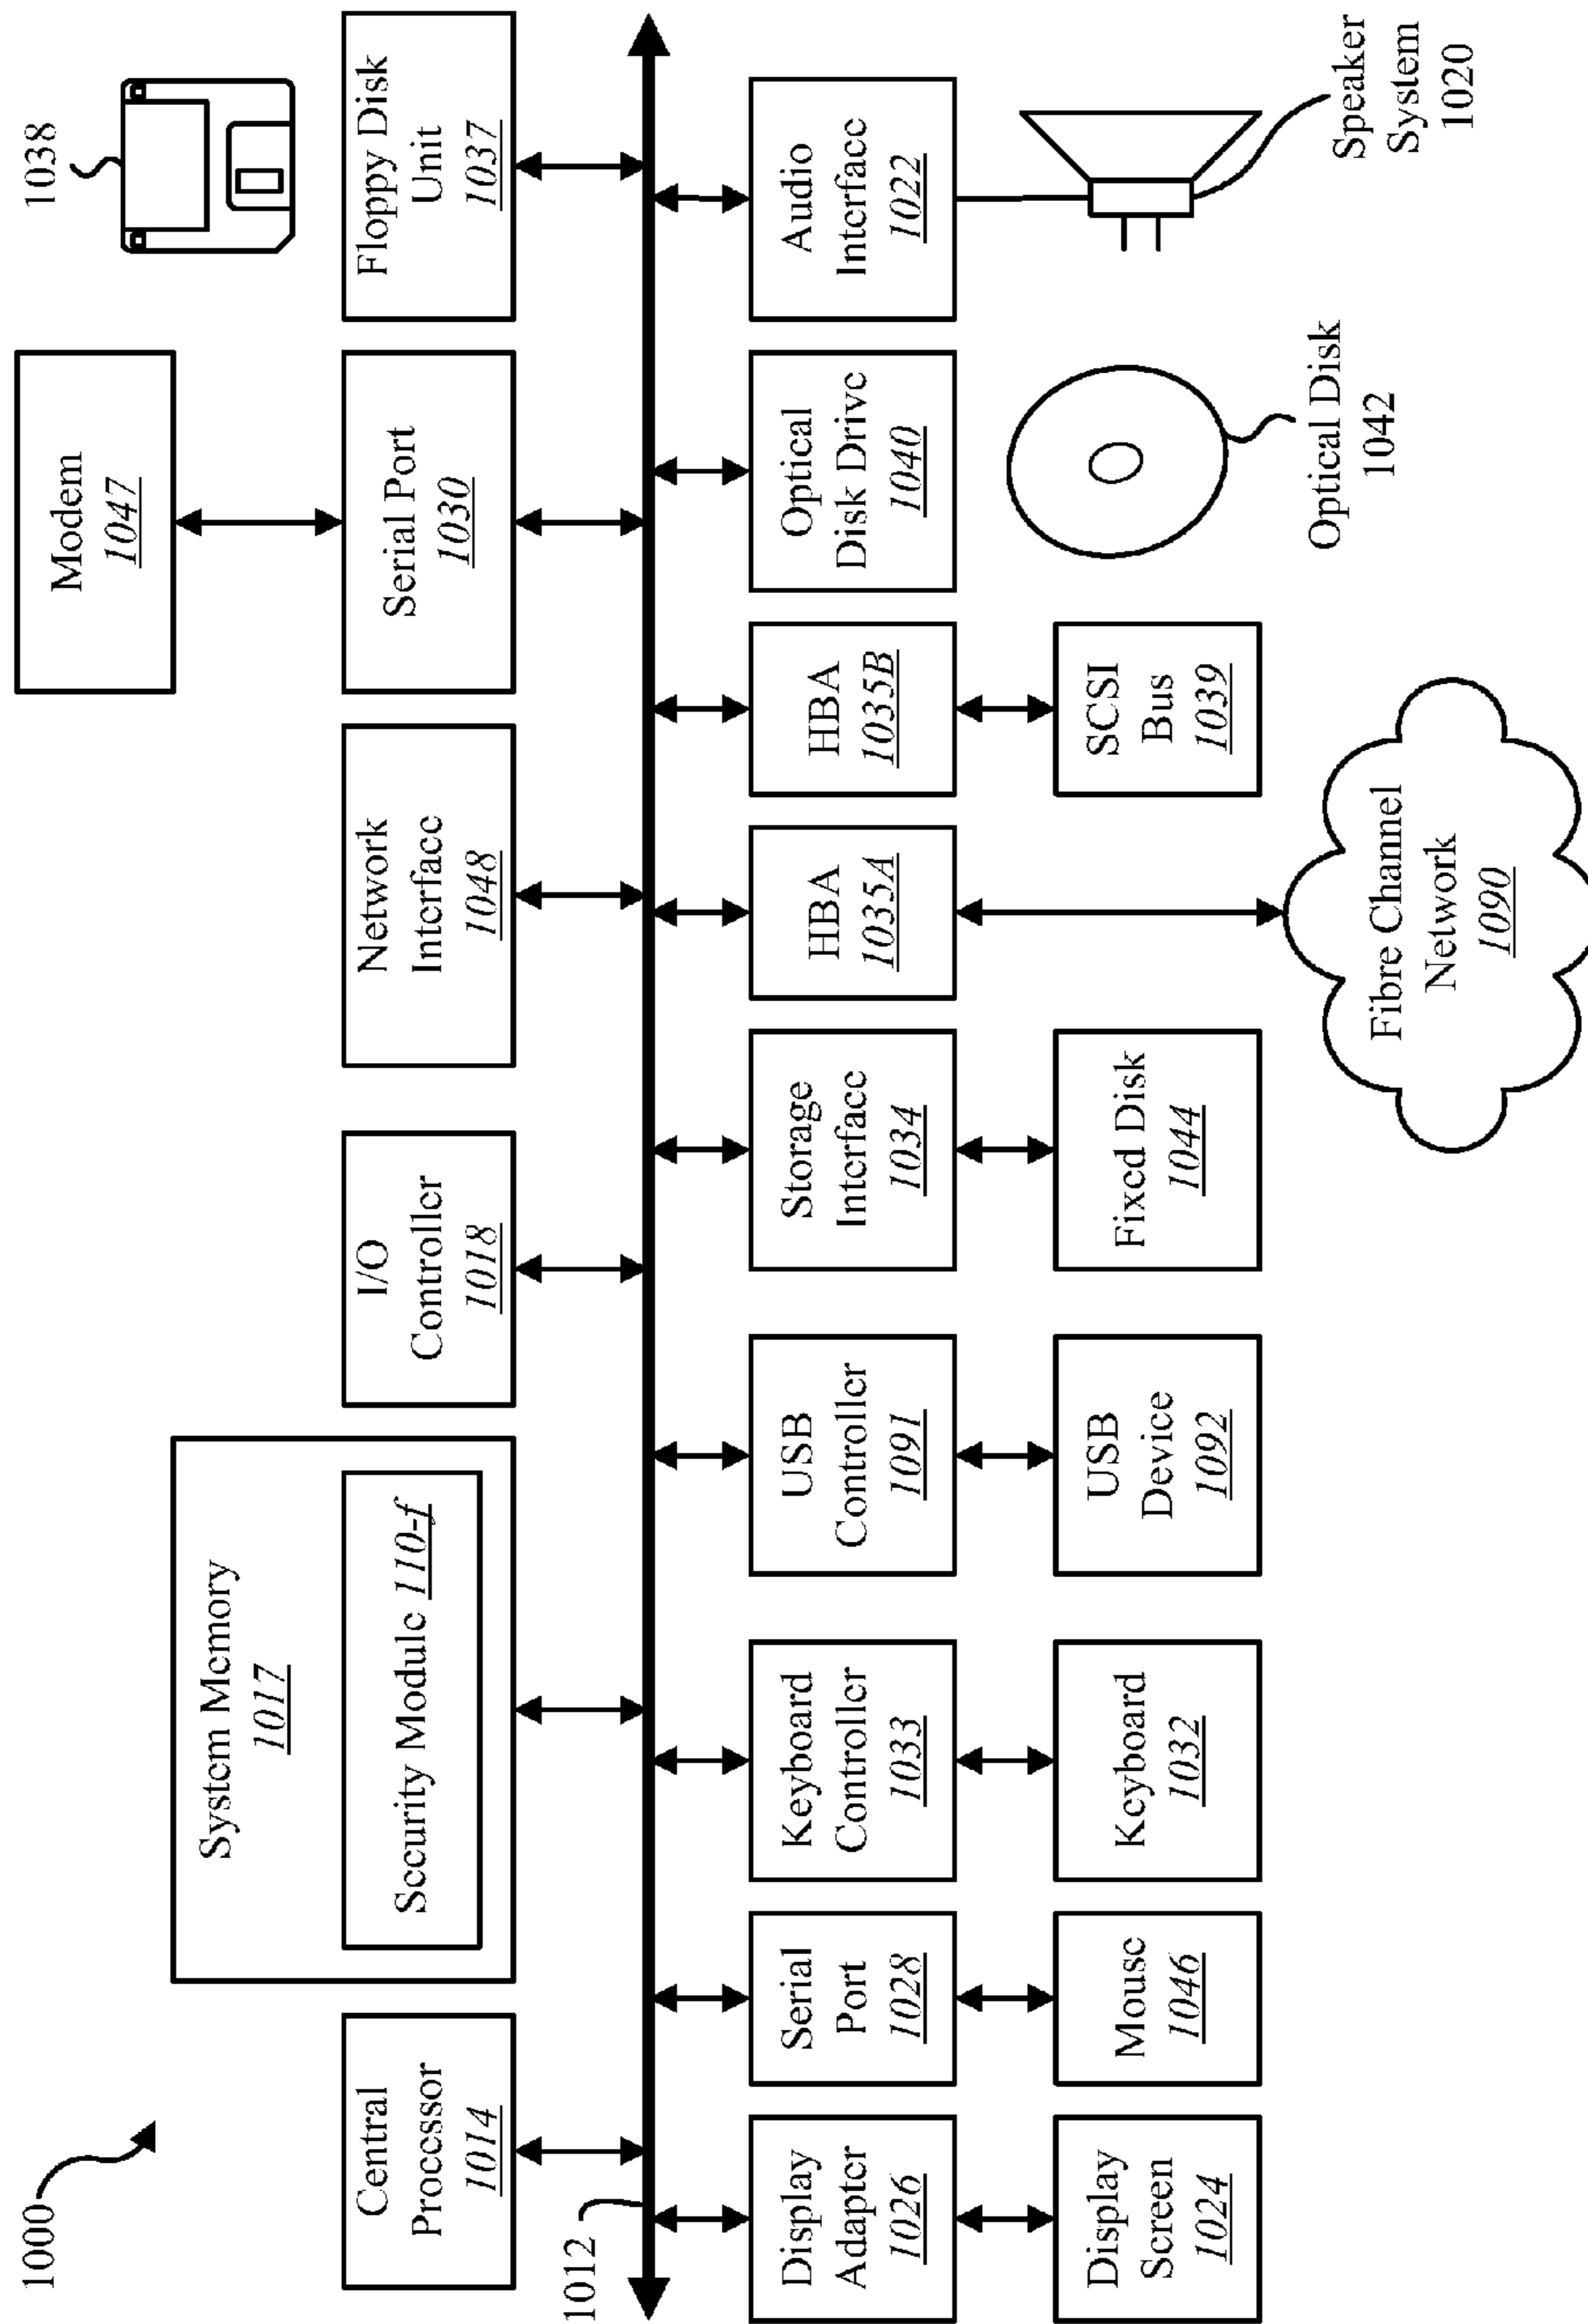 1000
Modem
1047
1038
System Memory
1017
Security Module 110-f
Central
Processor
1014
I/O
Controller
1018
Network
Interface
1048
Serial Port
1030
Floppy Disk
Unit
1037
1012
Display
Adapter
1026
Serial
Port
1028
Keyboard
Controller
1033
USB
Controller
1091
Storage
Interface
1034
HBA
1035A
HBA
1035B
Optical
Disk Drive
1040
Audio
Interface
1022
Display
Screen
1024
Mouse
1046
Keyboard
1032
USB
Device
1092
Fixed Disk
1044
SCSI
Bus
1039
Fibre Channel
Network
1090
Optical Disk
1042
Speaker
System
1020